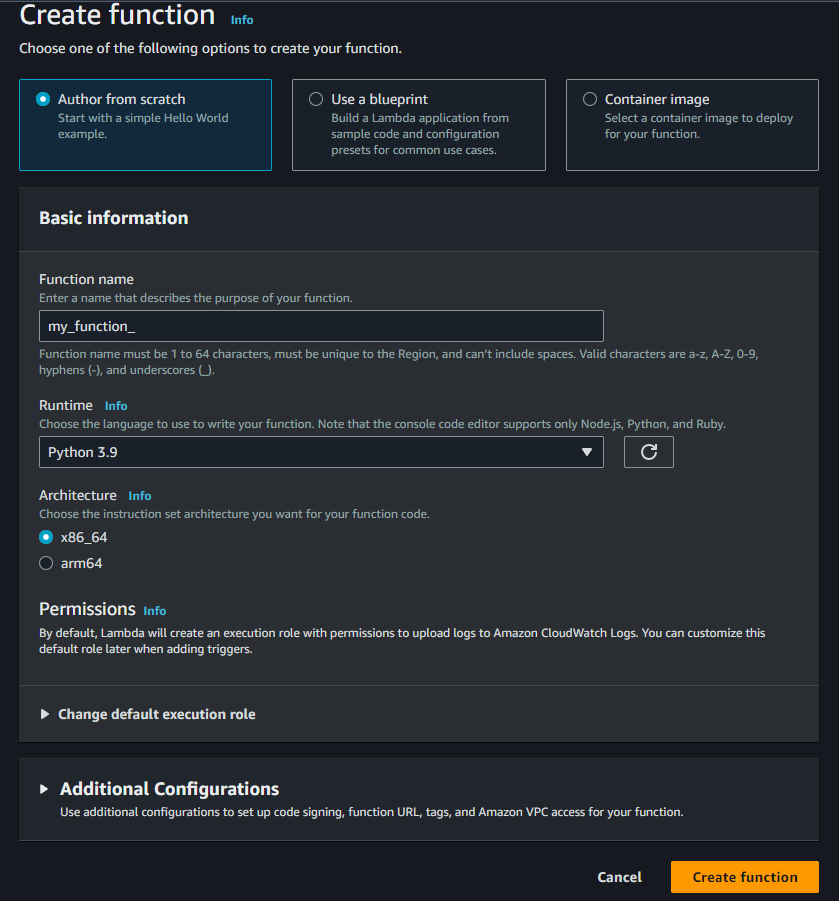 Create function Info
Choose one of the following options to create your function.
Author from scratch
Start with a simple Hello World
example.
Use a blueprint
Build a Lambda application from
sample code and configuration
presets for common use cases.
Container image
Select a container image to deploy
for your function.
Basic information
Function name
Enter a name that describes the purpose of your function.
my_function_
Function name must be 1 to 64 characters, must be unique to the Region, and can't include spaces. Valid characters are a-z, A-Z, 0-9,
hyphens (-), and underscores (_).
Runtime Info
Choose the language to use to write your function. Note that the console code editor supports only Node.js, Python, and Ruby.
Python 3.9
Architecture Info
Choose the instruction set architecture you want for your function code.
x86_64
arm64
Permissions Info
By default, Lambda will create an execution role with permissions to upload logs to Amazon CloudWatch Logs. You can customize this
default role later when adding triggers.
Change default execution role
Additional Configurations
Use additional configurations to set up code signing, function URL, tags, and Amazon VPC access for your function.
Cancel Create function